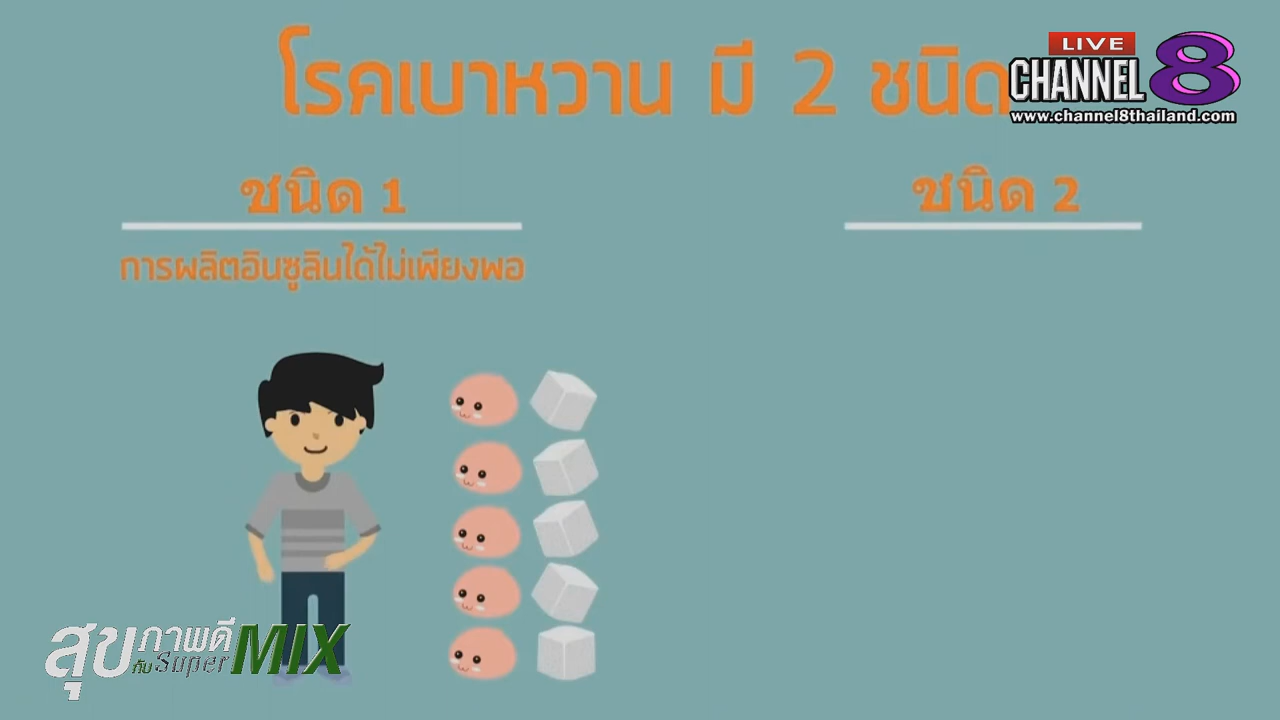 โรคเบาหวาน มี 2 ชนิด
LIVE
CHANNEL 8
www.channel8thailand.com
ชนิด 1
ชนิด 2
การผลิตอินซูลินได้ไม่เพียงพอ
สุขภาพดี
กับ Super MIX